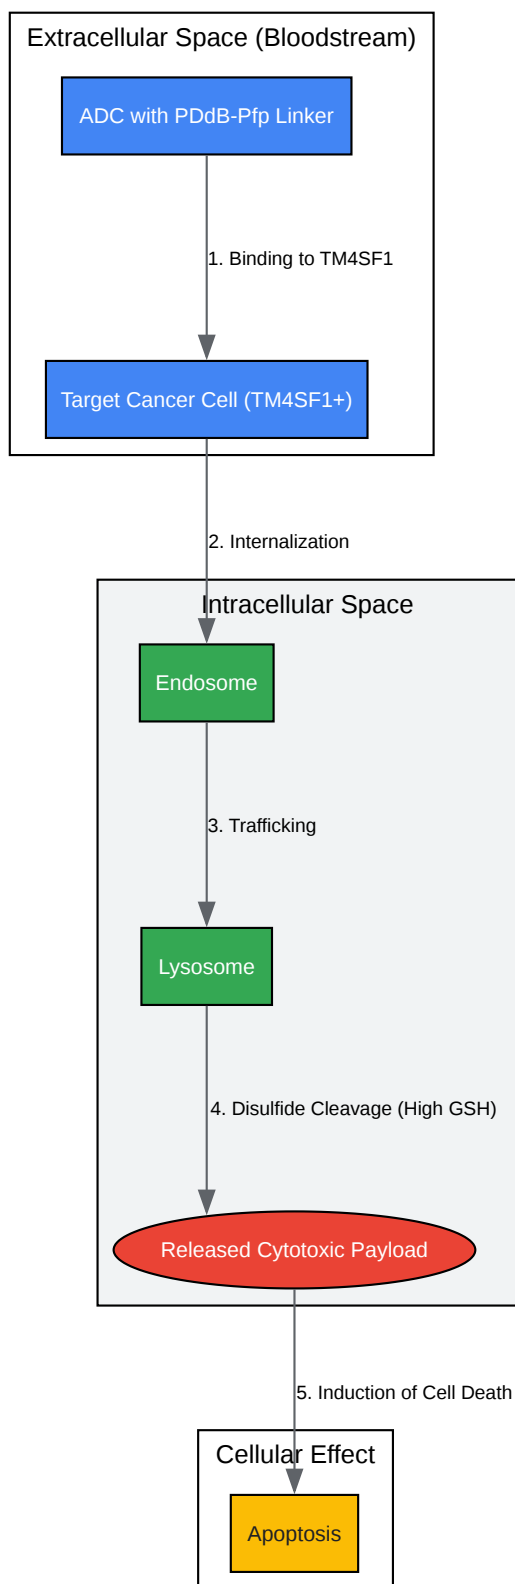 Extracellular Space (Bloodstream)
ADC with PDdB-Pfp Linker
1. Binding to TM4SF1
Target Cancer Cell (TM4SF1+)
2. Internalization
Intracellular Space
Endosome
3. Trafficking
Lysosome
4. Disulfide Cleavage (High GSH)
Released Cytotoxic Payload
5. Induction of Cell Death
Cellular Effect
Apoptosis